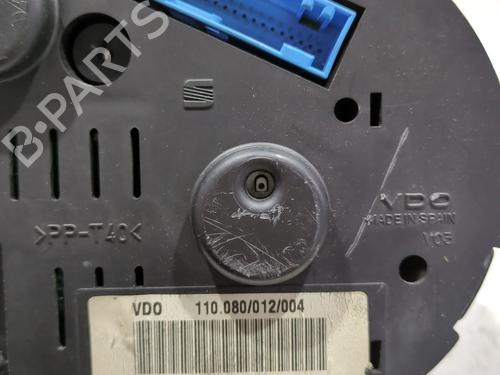 B-PARTS
VDO
MADE IN SPAIN
>PP-T40<
VDO 110.080/012/004